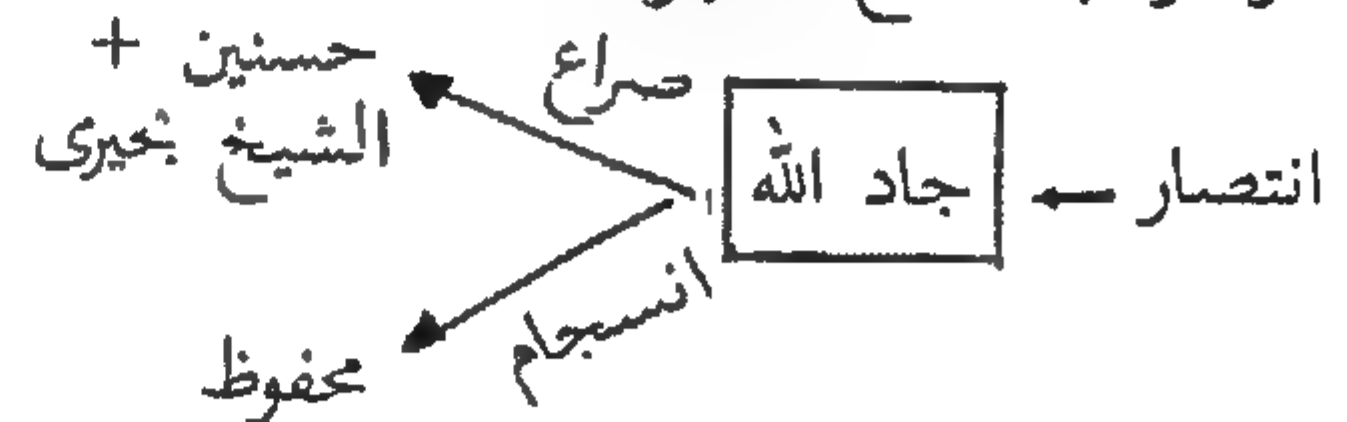 انتصار
جاد الله
صراع
حسنين +
الشيخ بحيرى
انسجام
محفوظ